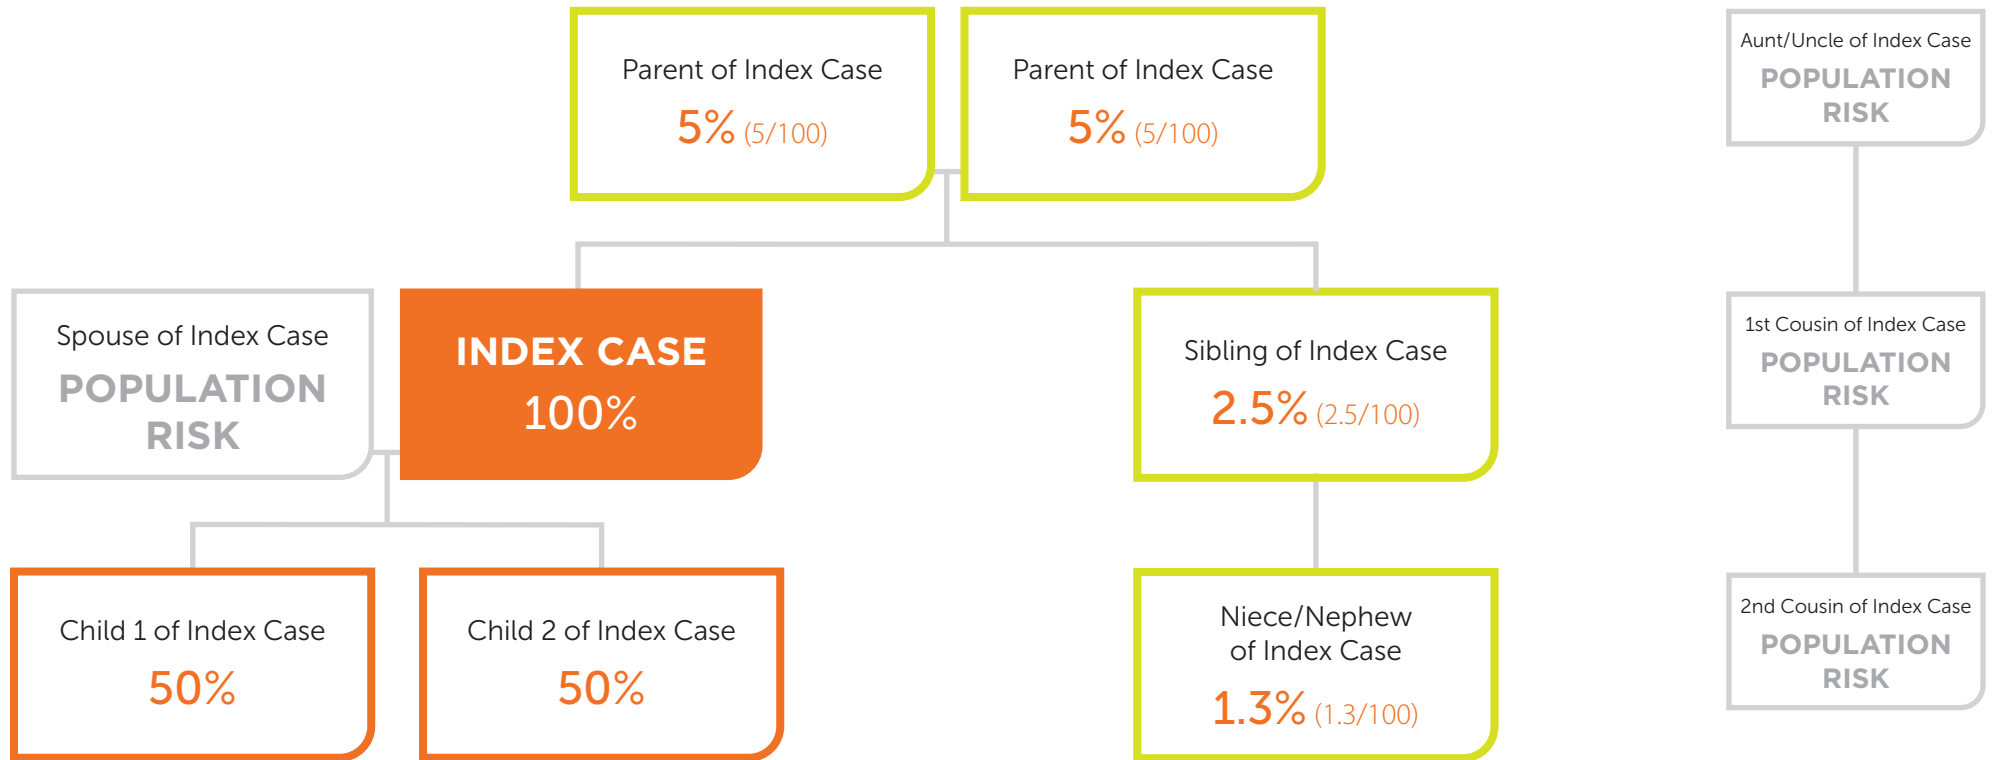 Parent of Index Case
5% (5/100)
Parent of Index Case
5% (5/100)
Aunt/Uncle of Index Case
POPULATION
RISK
Spouse of Index Case
POPULATION
RISK
INDEX CASE
100%
Sibling of Index Case
2.5% (2.5/100)
1st Cousin of Index Case
POPULATION
RISK
Child 1 of Index Case
50%
Child 2 of Index Case
50%
Niece/Nephew
of Index Case
1.3% (1.3/100)
2nd Cousin of Index Case
POPULATION
RISK